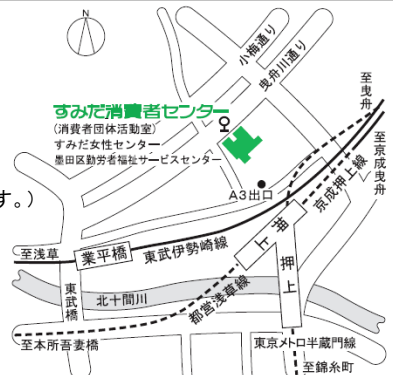 N
小梅通り
曳舟川通り
至曳舟
すみだ消費者センター
(消費者団体活動室)
すみだ女性センター
墨田区勤労者福祉サービスセンター
至京成曳舟
京成押上線
す。)
A3出口
押上
至浅草
業平橋
東武伊勢崎線
押上
東武橋
北十間川
都営浅草線
至本所吾妻橋
東京メトロ半蔵門線
至錦糸町